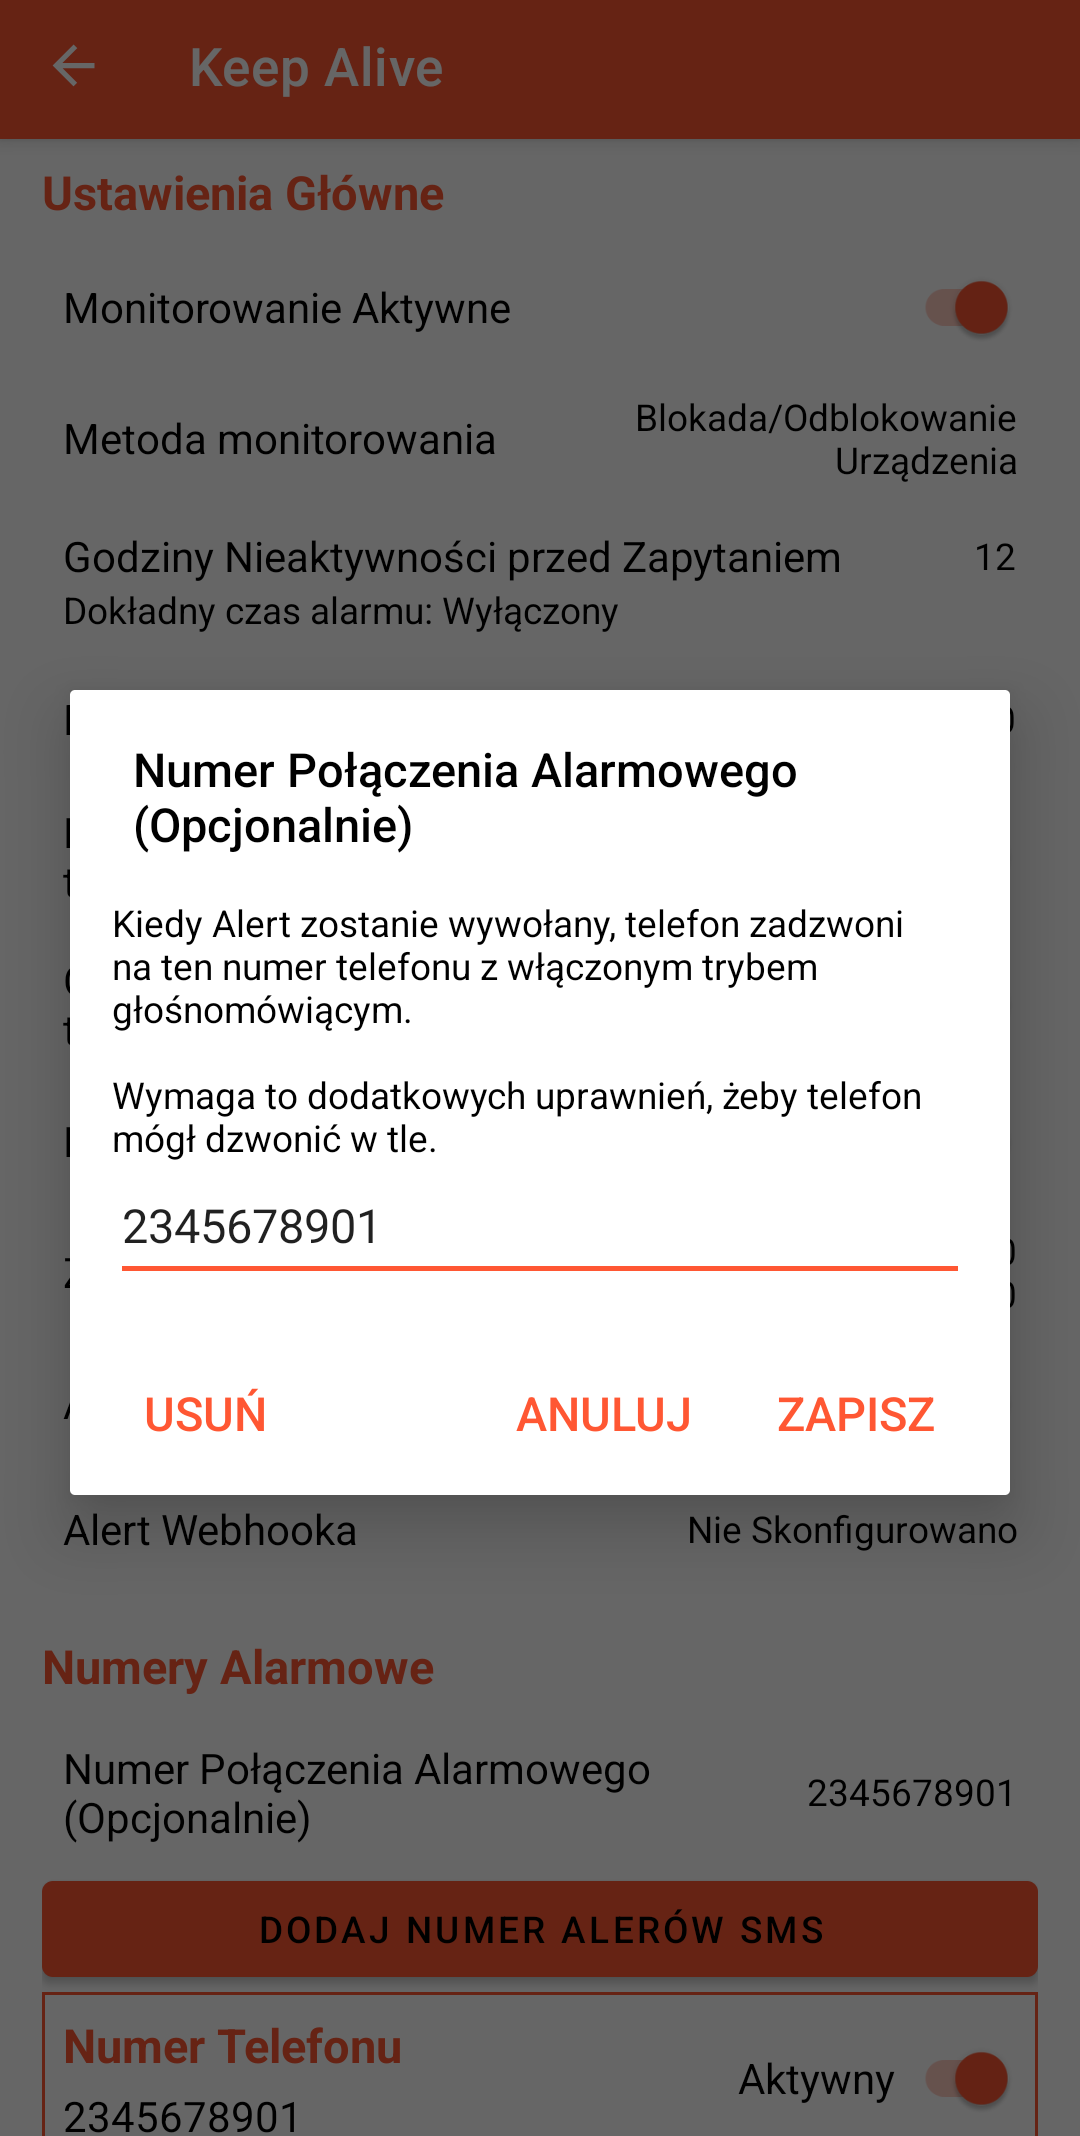 Keep Alive
Ustawienia Główne
Monitorowanie Aktywne
Metoda monitorowania
Blokada/Odblokowanie
Urządzenia
Godziny Nieaktywności przed Zapytaniem
12
Dokładny czas alarmu: Wyłączony
Numer Połączenia Alarmowego
(Opcjonalnie)
Kiedy Alert zostanie wywołany, telefon zadzwoni
na ten numer telefonu z włączonym trybem
głośnomówiącym.
Wymaga to dodatkowych uprawnień, żeby telefon
mógł dzwonić w tle.
2345678901
USUŃ
ANULUJ
ZAPISZ
Alert Webhooka
Nie Skonfigurowano
Numery Alarmowe
Numer Połączenia Alarmowego
(Opcjonalnie)
2345678901
DODAJ NUMER ALERÓW SMS
Numer Telefonu
Aktywny
2345678901